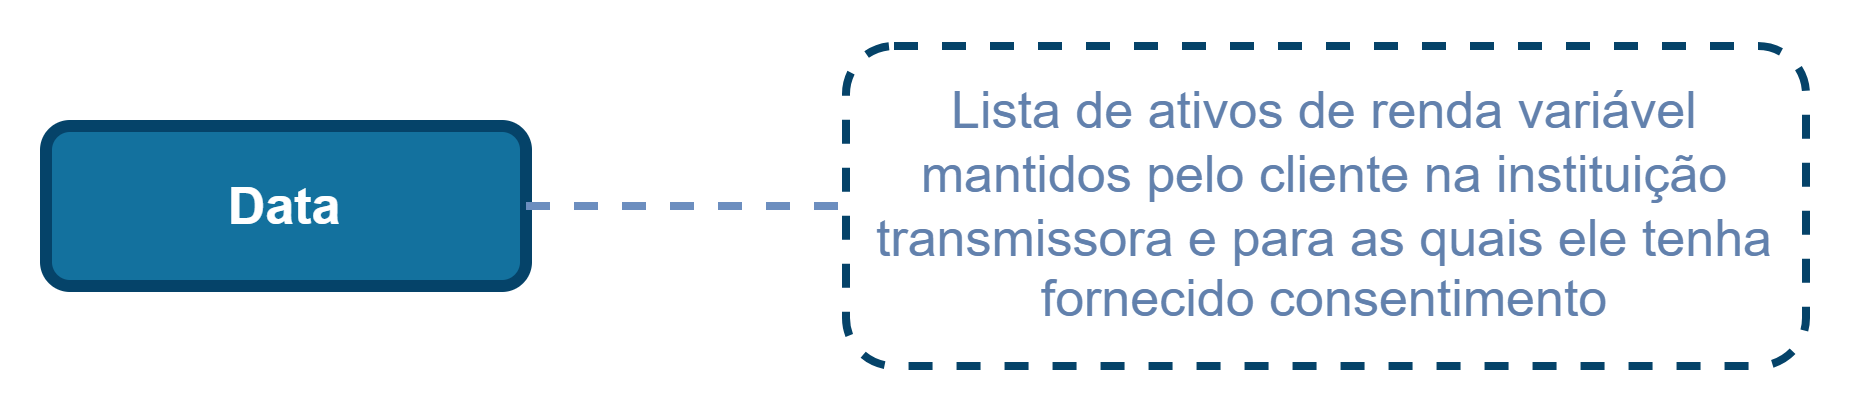 Data
Lista de ativos de renda variável
mantidos pelo cliente na instituição
transmissora e para as quais ele tenha
fornecido consentimento